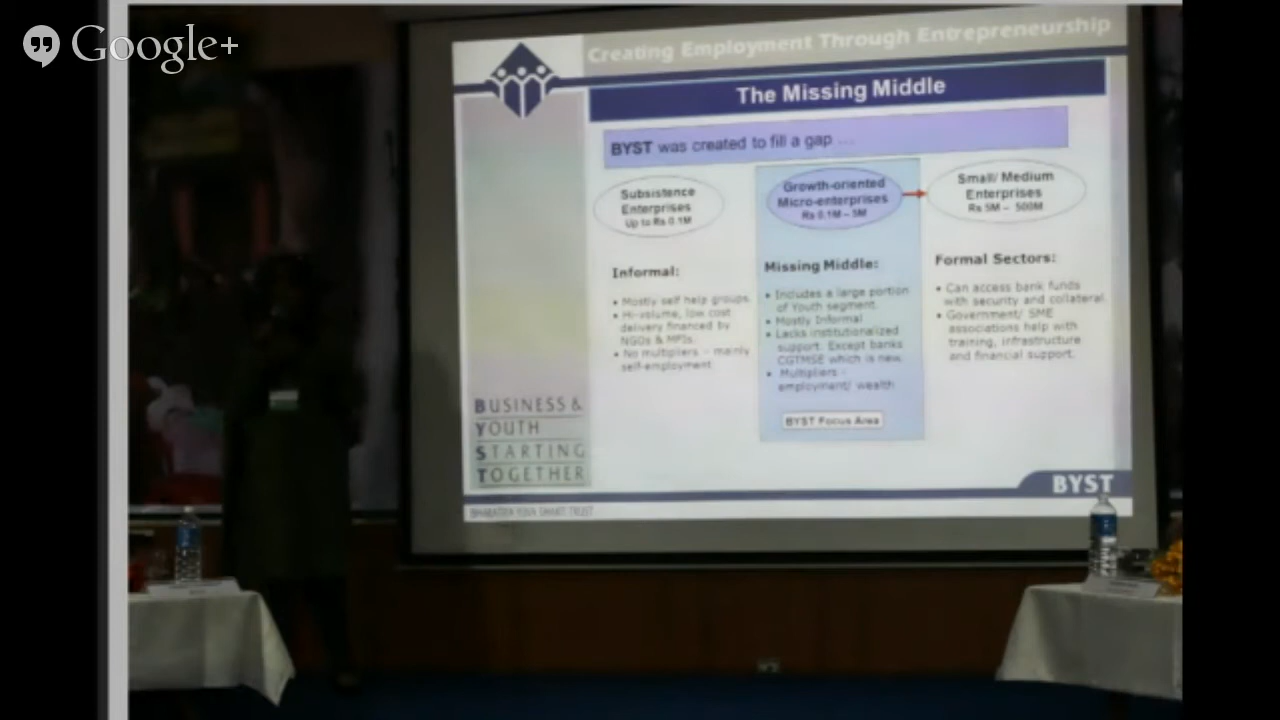 Google+
Creating Employment Through Entrepreneurship
The Missing Middle
BYST was created to fill a gap ...
Subsistence
Enterprises
Up to Rs 0.1M
Growth-oriented
Micro-enterprises
Rs 0.1M – 5M
Small/ Medium
Enterprises
Rs 5M – 500M
Informal:
• Mostly self help groups.
• Hi-volume, low cost
delivery financed by
NGOs & MFIs.
• No multipliers – mainly
self-employment
Missing Middle:
• Includes a large portion
of Youth segment.
• Mostly Informal
• Lacks institutionalized
support. Except banks
CGTMSE which is new.
• Multipliers -
employment/ wealth
BYST Focus Area
Formal Sectors:
• Can access bank funds
with security and collateral.
• Government/ SME
associations help with
training, infrastructure
and financial support.
BUSINESS &
YOUTH
STARTING
TOGETHER
BYST
BHARATIYA YUVA SHAKTI TRUST